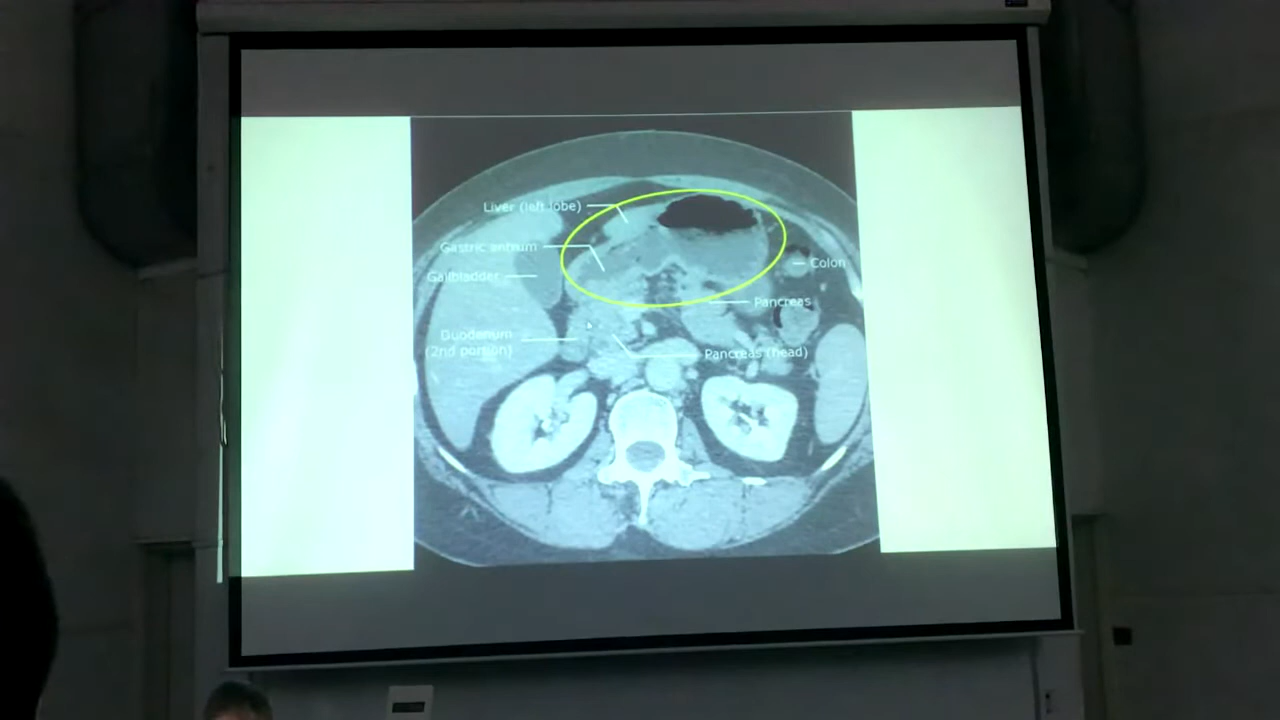 Liver (left lobe)
Gastric antrum
Gallbladder
Colon
Pancreas
Duodenum
(2nd portion)
Pancreas (head)